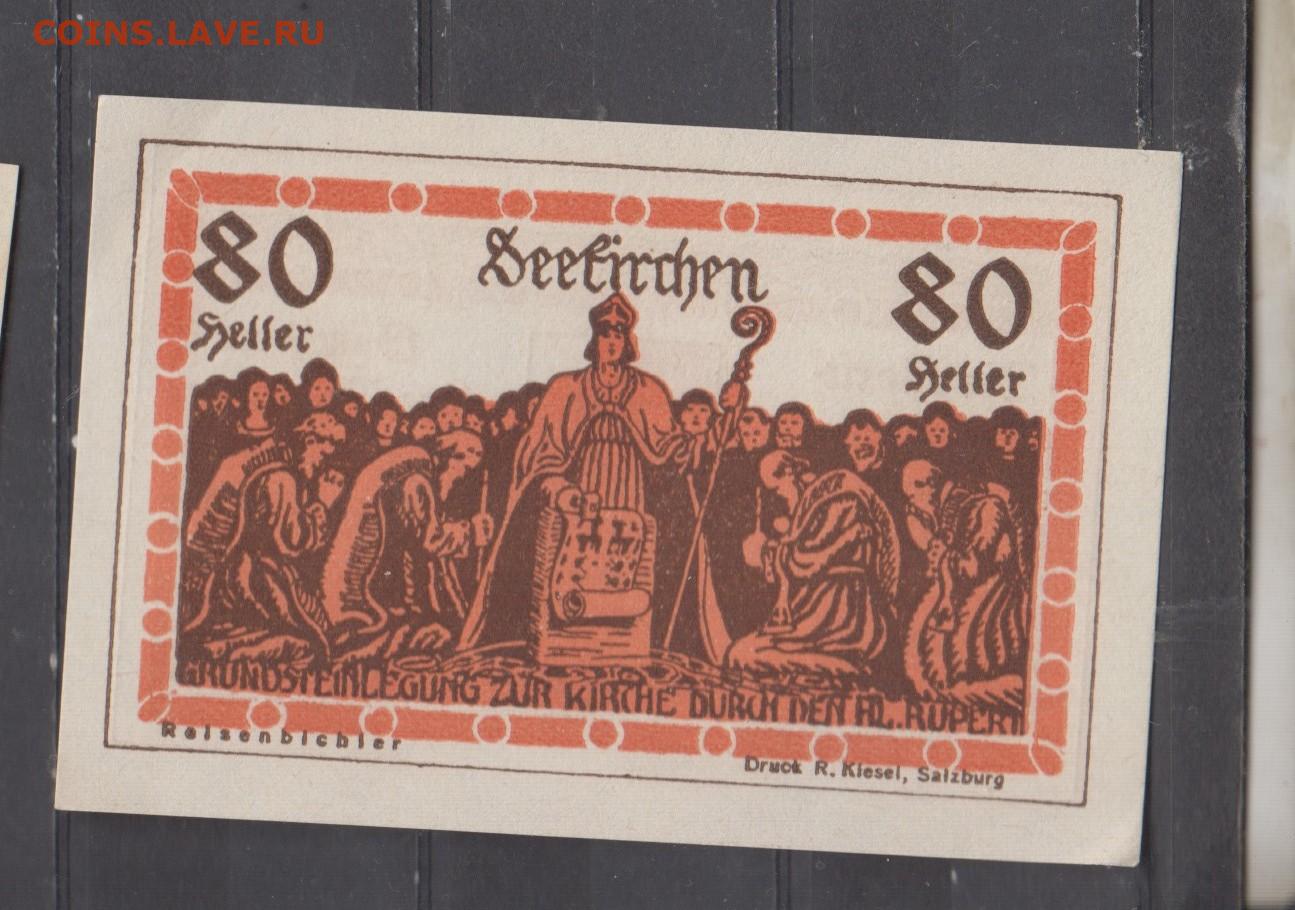 COINS.LAVE.RU
80
Seekirchen
80
Heller
Heller
GRUNDSTEINLEGUNG ZUR KIRCHE DURCH DEN HL. RUPERT
Reisenbichler
Druck R. Kiesel, Salzburg